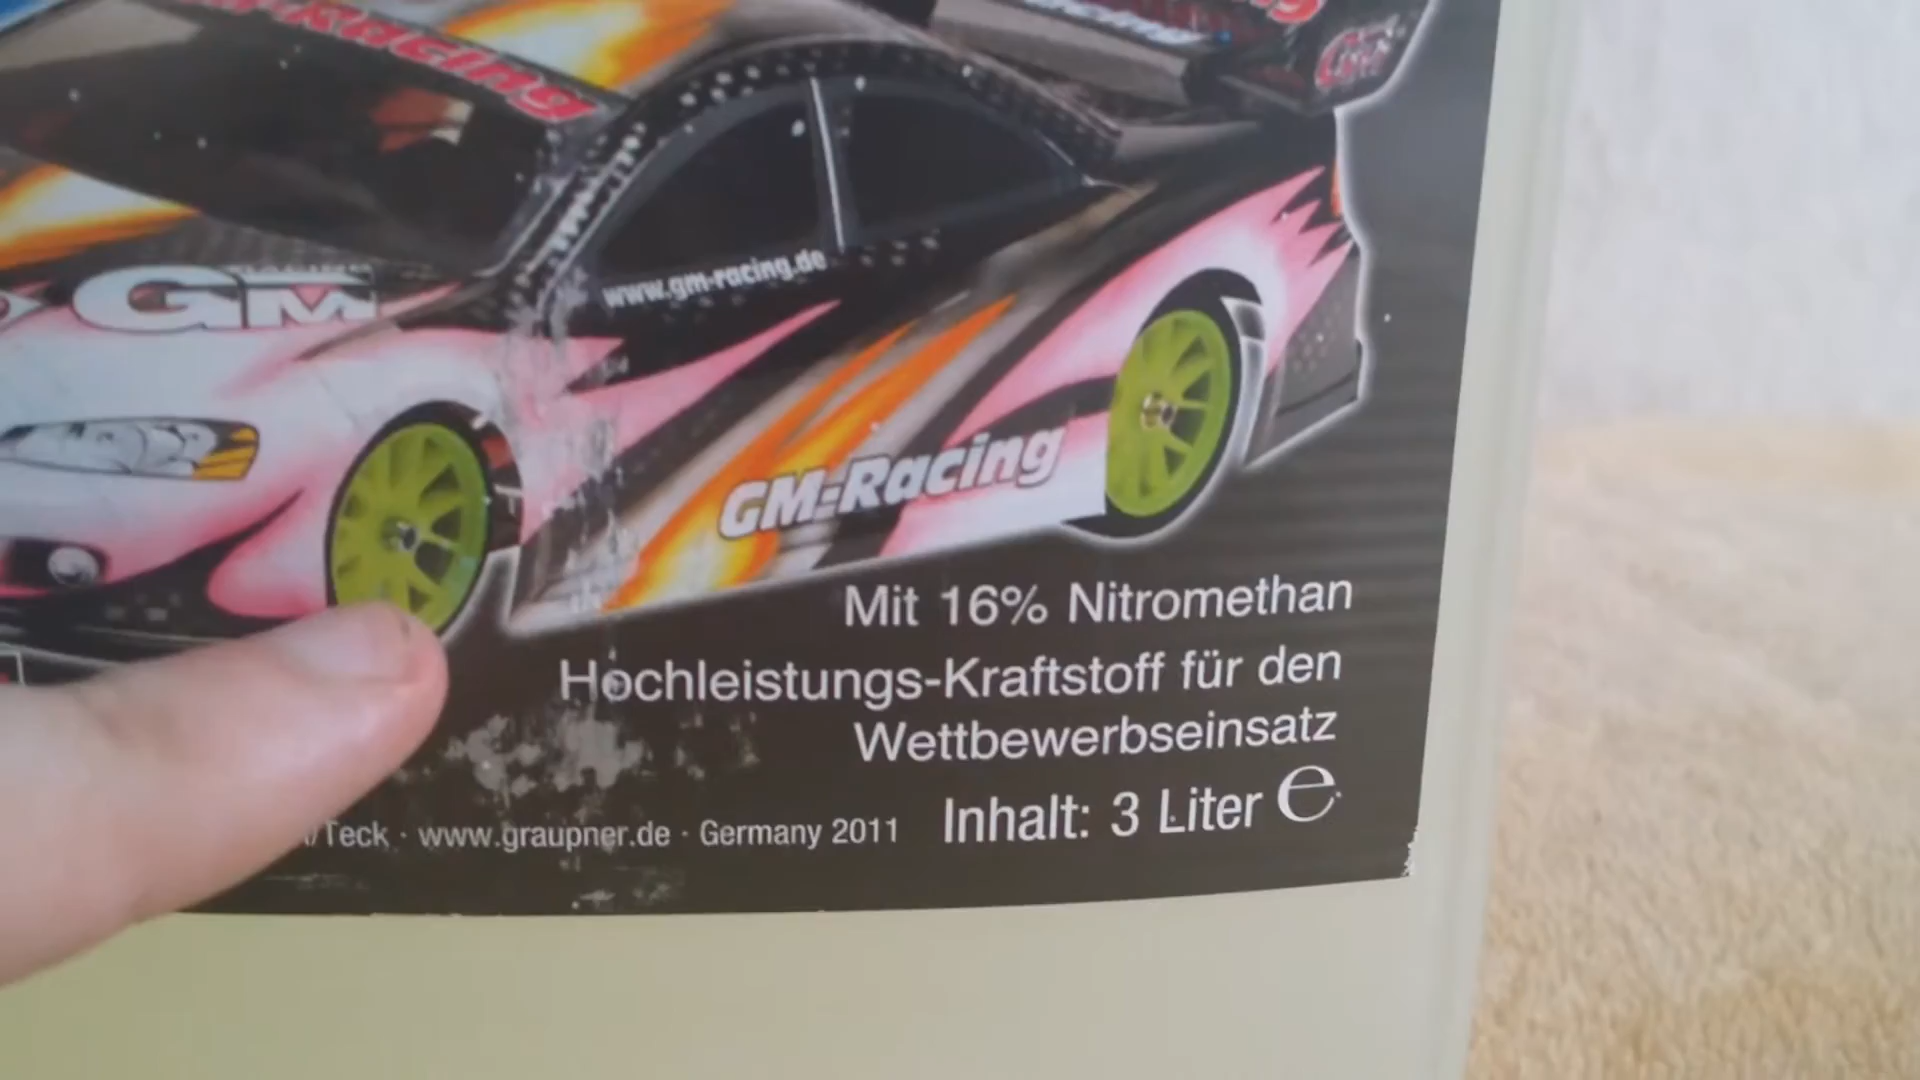 Racing
GM
www.gm-racing.de
GM-Racing
Mit 16% Nitromethan
Hochleistungs-Kraftstoff für den
Wettbewerbseinsatz
Inhalt: 3 Liter ℮
/Teck · www.graupner.de · Germany 2011